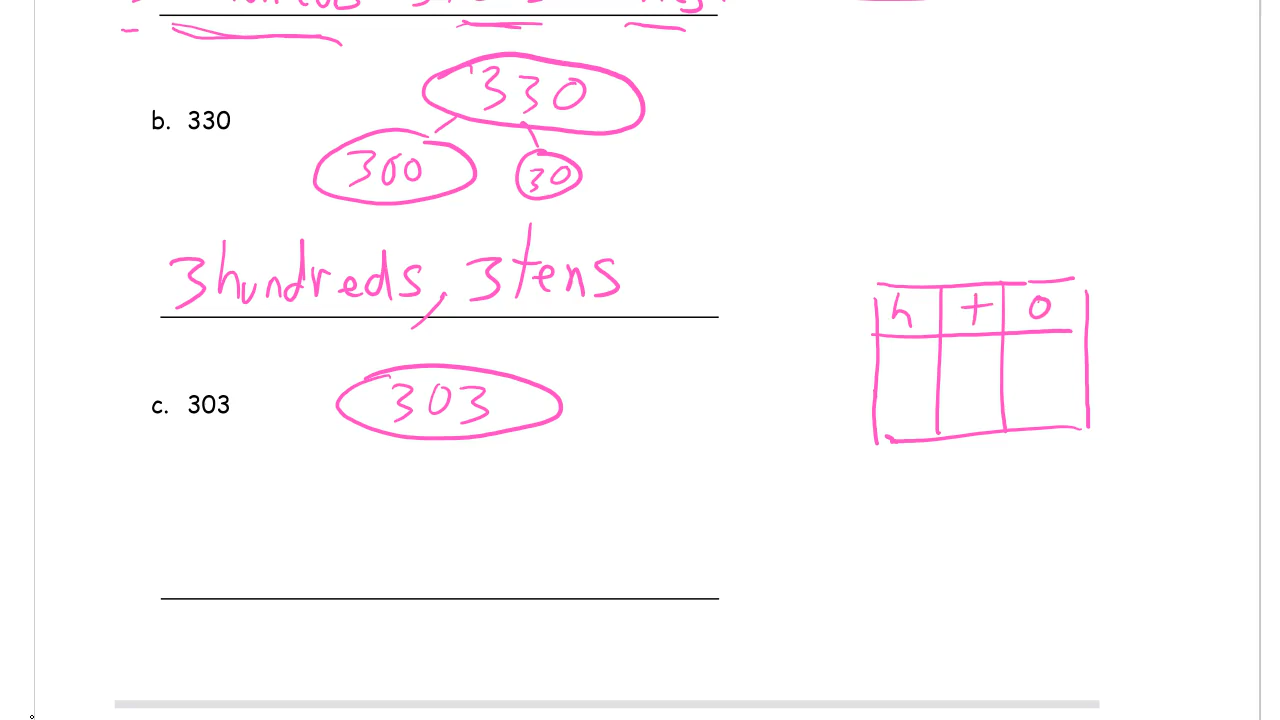 330
b. 330
300 30
3 hundreds, 3 tens
h t o
c. 303 303